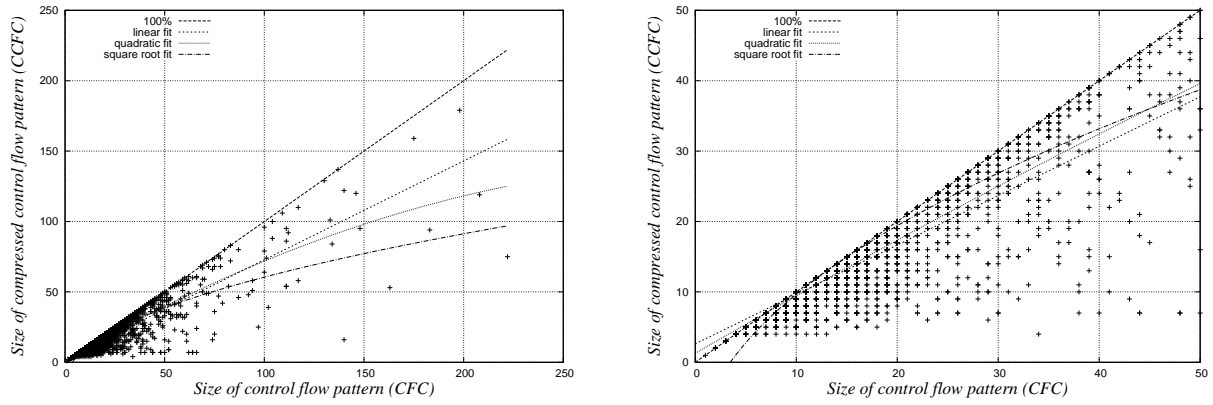 Size of compressed control flow pattern (CCFC)
250
200
150
100
50
0
100%
linear fit
quadratic fit
square root fit
0 50 100 150 200 250
Size of control flow pattern (CFC)
Size of compressed control flow pattern (CCFC)
50
40
30
20
10
0
100%
linear fit
quadratic fit
square root fit
0 10 20 30 40 50
Size of control flow pattern (CFC)